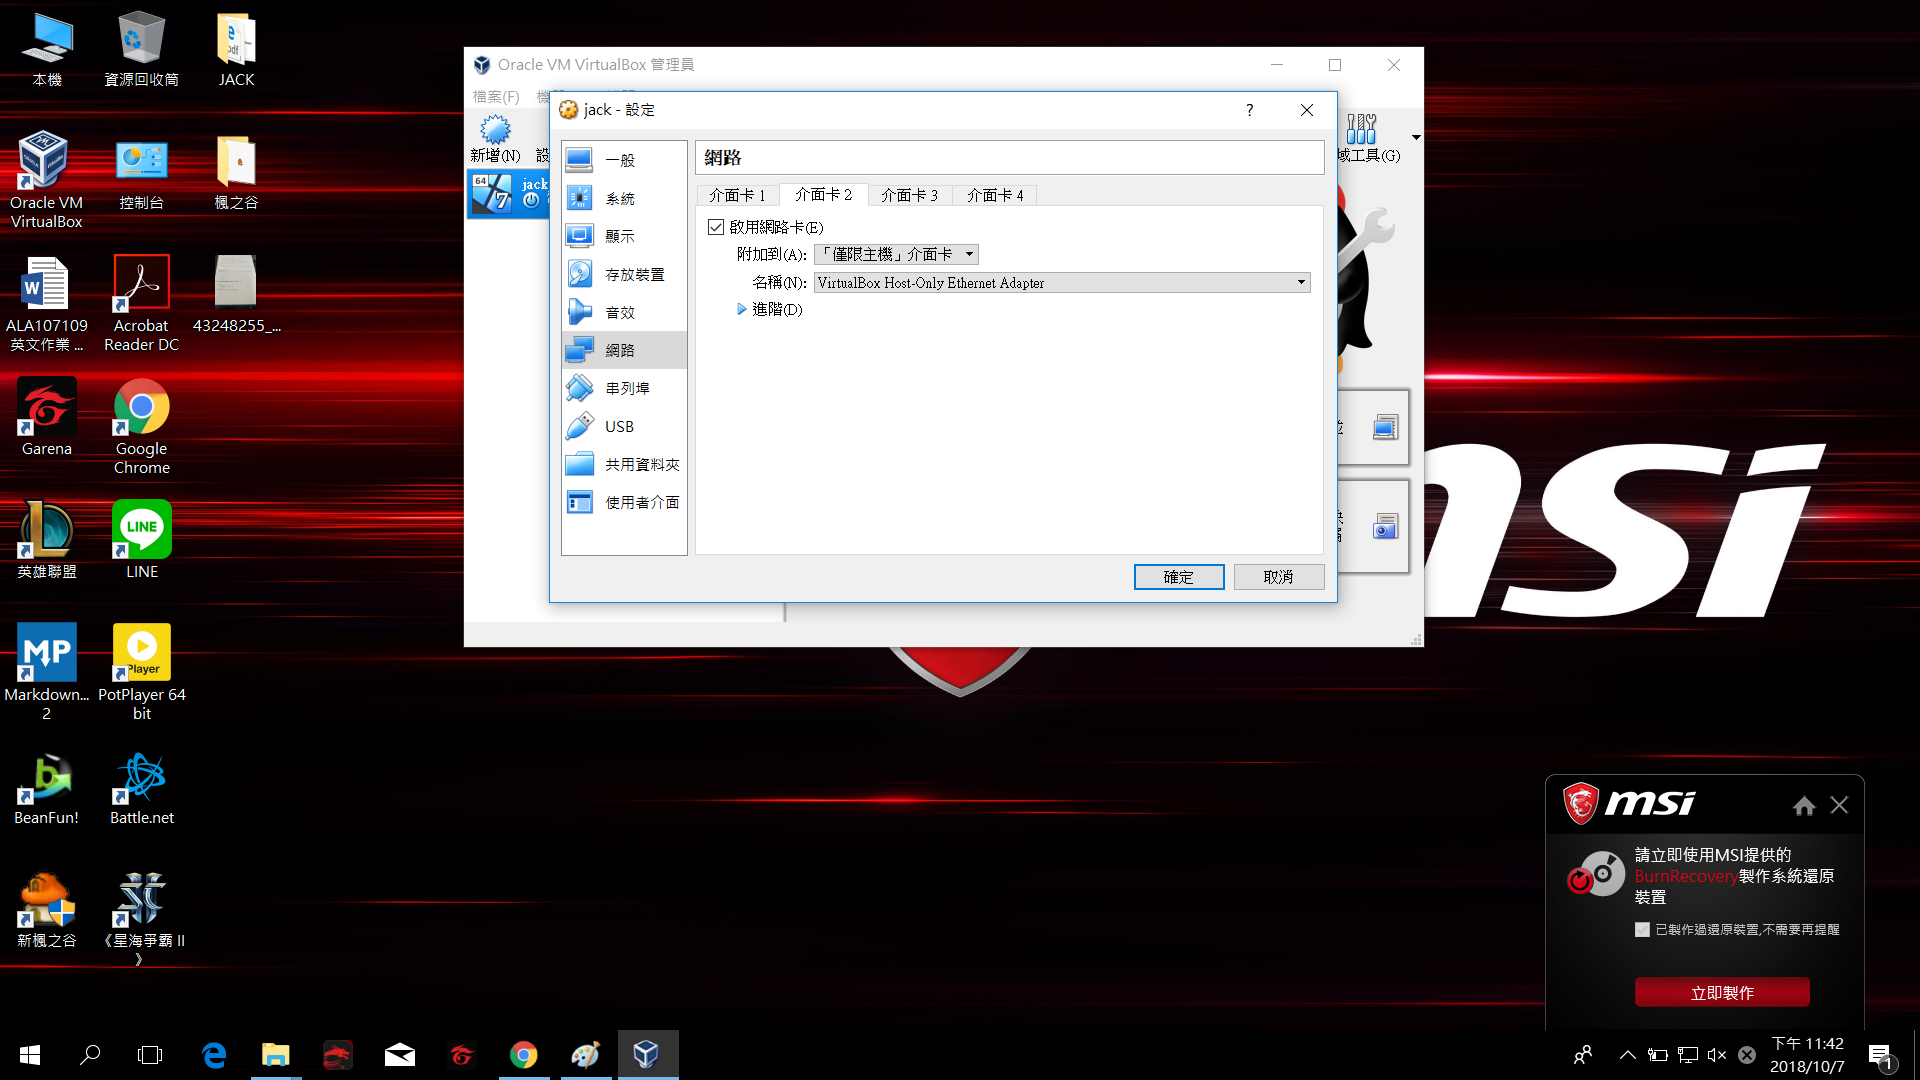 本機
資源回收筒
JACK
Oracle VM
VirtualBox
控制台
楓之谷
ALA107109
英文作業 ...
Acrobat
Reader DC
43248255_...
Garena
Google
Chrome
英雄聯盟
LINE
Markdown...
2
PotPlayer 64
bit
BeanFun!
Battle.net
新楓之谷
《星海爭霸 II
》
Oracle VM VirtualBox 管理員
檔案(F)
新增(N)
域工具(G)
64
jack
jack - 設定
?
一般
系統
顯示
存放裝置
音效
網路
串列埠
USB
共用資料夾
使用者介面
網路
介面卡 1
介面卡 2
介面卡 3
介面卡 4
啟用網路卡(E)
附加到(A):
「僅限主機」介面卡
名稱(N):
VirtualBox Host-Only Ethernet Adapter
進階(D)
確定
取消
msi
msi
請立即使用MSI提供的
BurnRecovery製作系統還原
裝置
已製作過還原裝置,不需要再提醒
立即製作
下午 11:42
2018/10/7
1